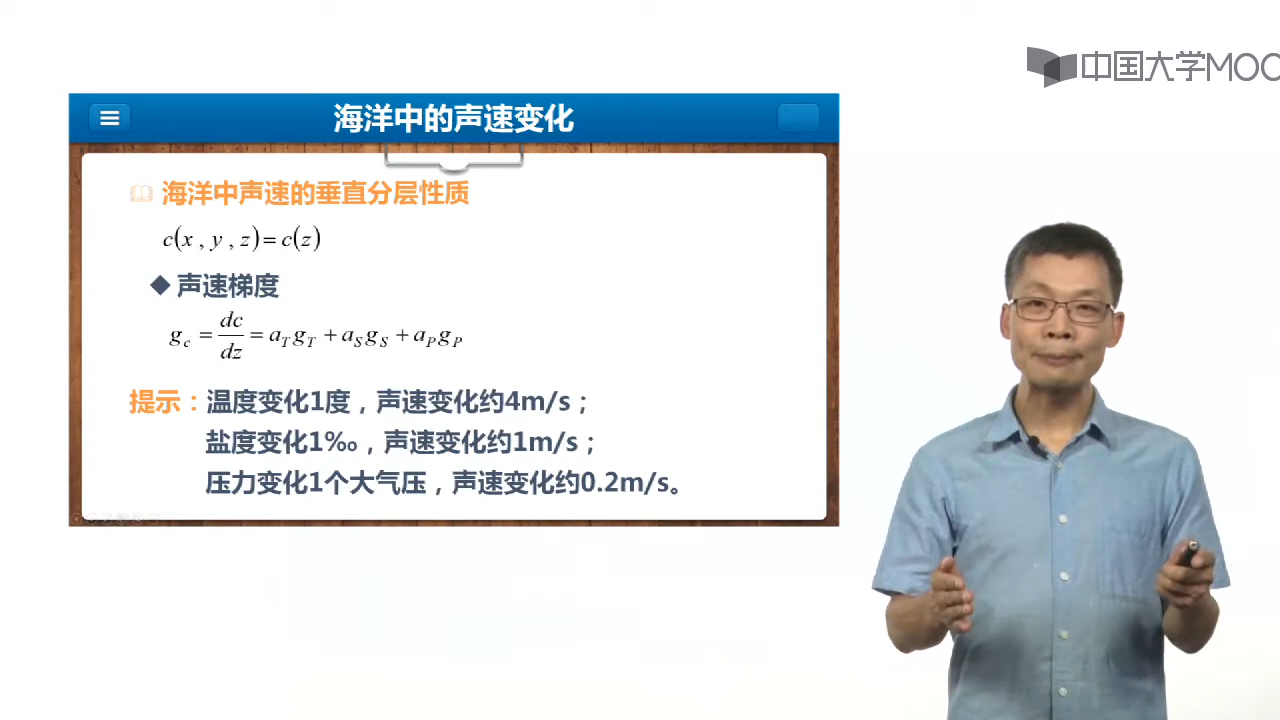 中国大学MOO
海洋中的声速变化
海洋中声速的垂直分层性质
c(x , y , z)= c(z)
◆ 声速梯度
g_c = dc/dz = a_T g_T + a_S g_S + a_P g_P
提示：温度变化1度，声速变化约4m/s；
盐度变化1‰，声速变化约1m/s；
压力变化1个大气压，声速变化约0.2m/s。